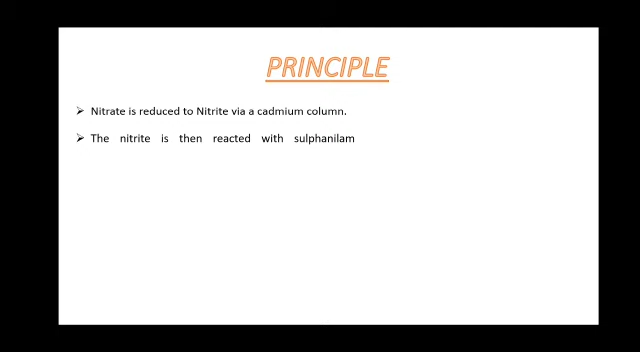 PRINCIPLE
➢ Nitrate is reduced to Nitrite via a cadmium column.
➢ The nitrite is then reacted with sulphanilam